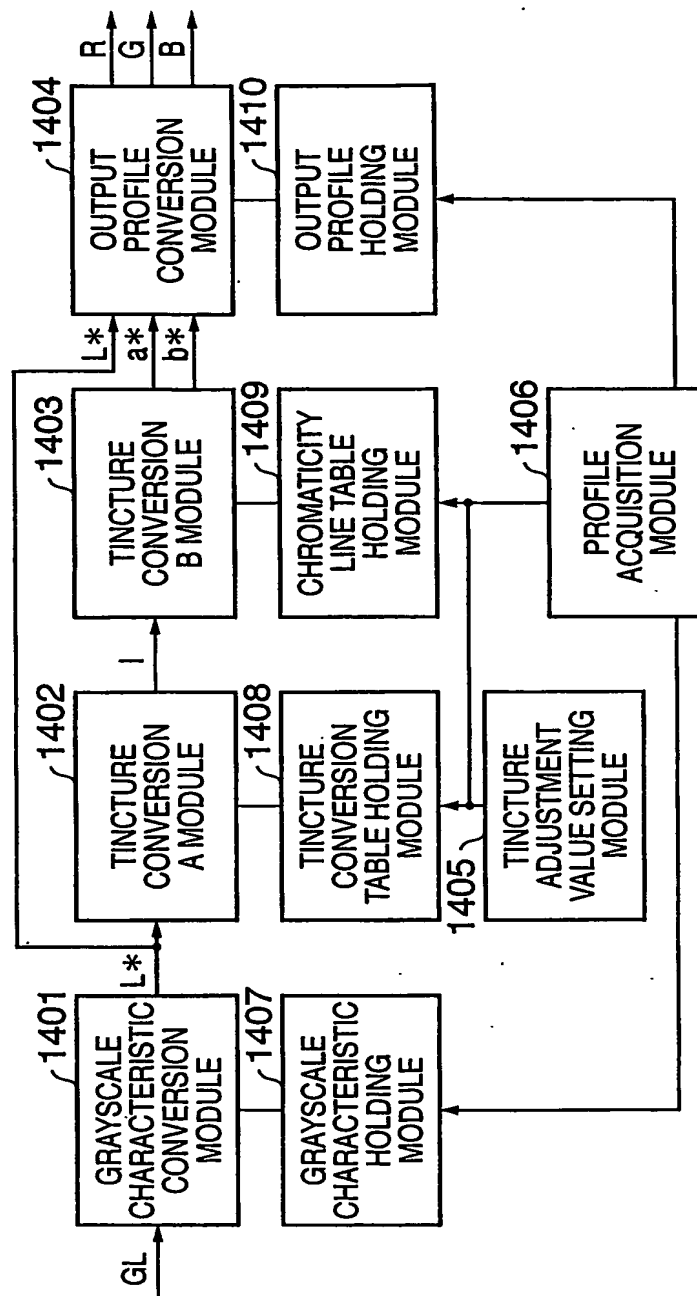 GL
1401
GRAYSCALE
CHARACTERISTIC
CONVERSION
MODULE
L*
1402
TINCTURE
CONVERSION
A MODULE
l
1403
TINCTURE
CONVERSION
B MODULE
L*
a*
b*
1404
OUTPUT
PROFILE
CONVERSION
MODULE
R
G
B
1407
GRAYSCALE
CHARACTERISTIC
HOLDING
MODULE
1408
TINCTURE
CONVERSION
TABLE HOLDING
MODULE
1409
CHROMATICITY
LINE TABLE
HOLDING
MODULE
1410
OUTPUT
PROFILE
HOLDING
MODULE
1405
TINCTURE
ADJUSTMENT
VALUE SETTING
MODULE
1406
PROFILE
ACQUISITION
MODULE